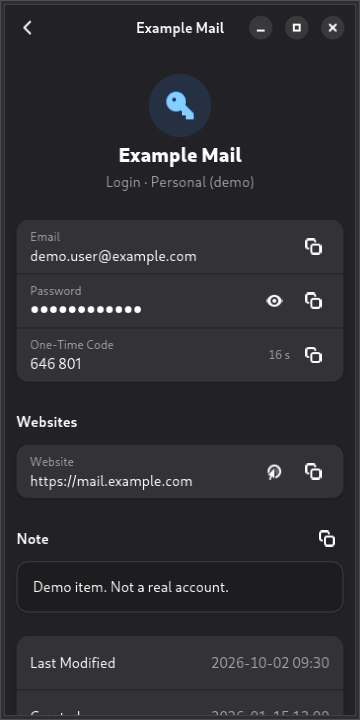 Example Mail
Example Mail
Login · Personal (demo)
Email
demo.user@example.com
Password
●●●●●●●●●●●●
One-Time Code
646 801
16 s
Websites
Website
https://mail.example.com
Note
Demo item. Not a real account.
Last Modified
2026-10-02 09:30